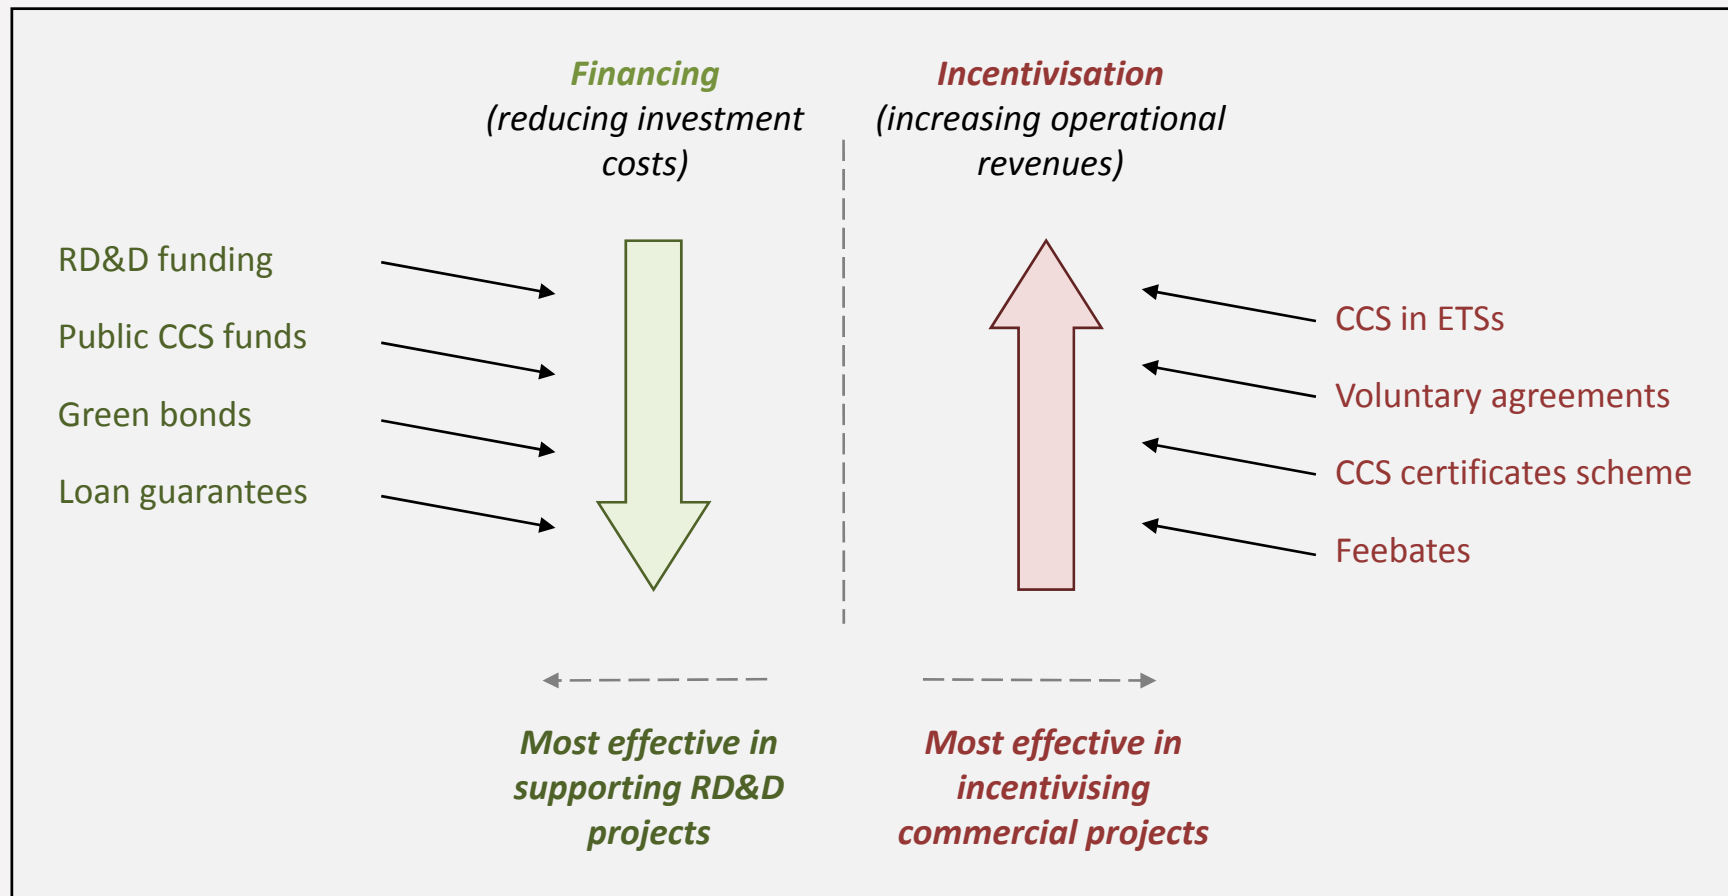 Financing
(reducing investment
costs)
Incentivisation
(increasing operational
revenues)
RD&D funding
Public CCS funds
Green bonds
Loan guarantees
CCS in ETSs
Voluntary agreements
CCS certificates scheme
Feebates
Most effective in
supporting RD&D
projects
Most effective in
incentivising
commercial projects